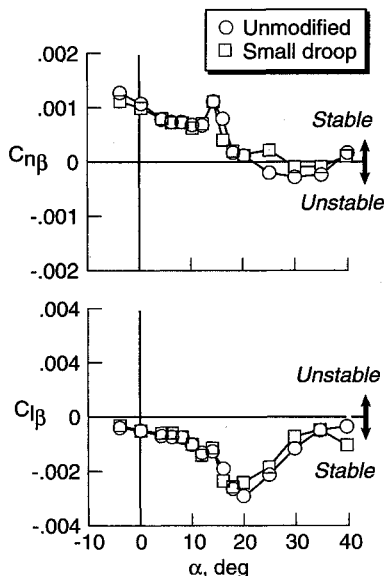 Unmodified
Small droop
.002
.001
Cnβ
0
-.001
-.002
Stable
Unstable
.004
.004
Clβ
0
-.002
-.004
Unstable
Stable
-10 0 10 20 30 40
α, deg